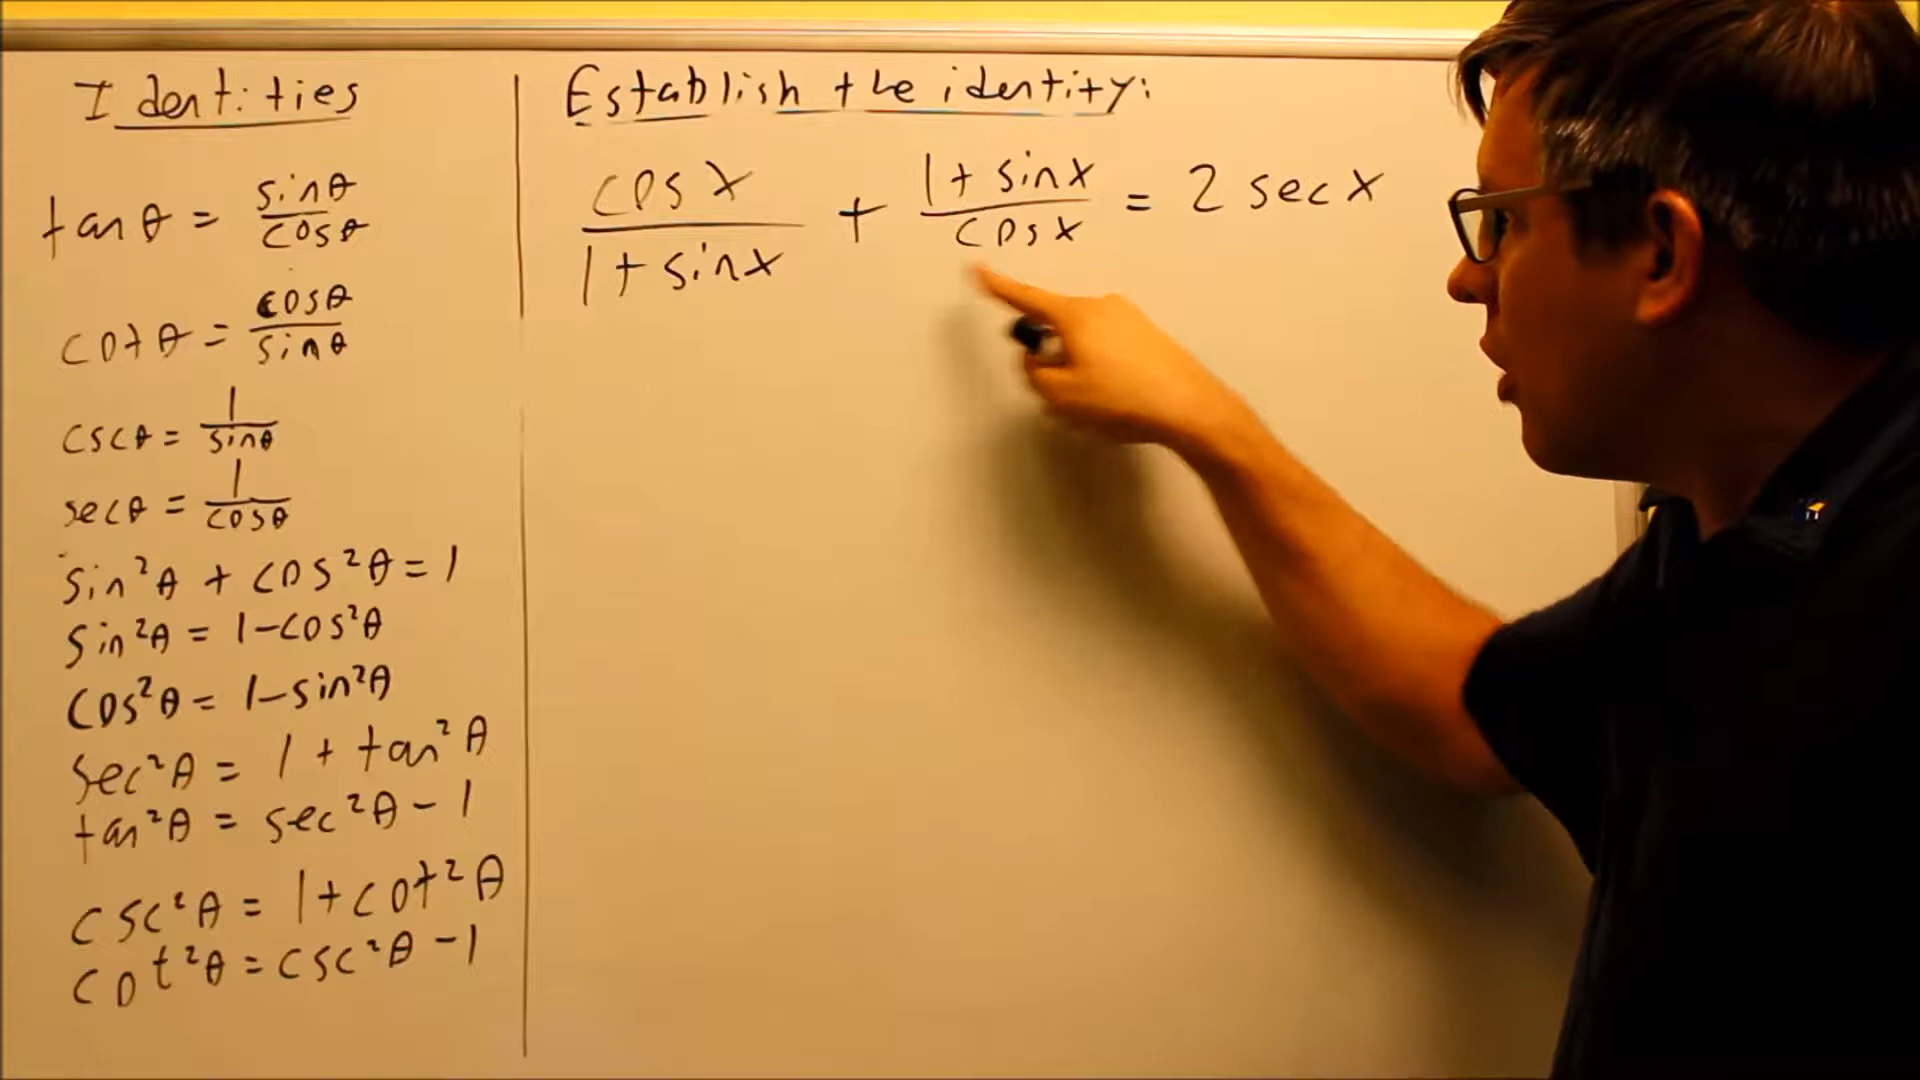 Identities
tanθ = sinθ/cosθ
cotθ = cosθ/sinθ
cscθ = 1/sinθ
secθ = 1/cosθ
sin²θ + cos²θ = 1
sin²θ = 1-cos²θ
cos²θ = 1-sin²θ
sec²θ = 1 + tan²θ
tan²θ = sec²θ - 1
csc²θ = 1+cot²θ
cot²θ = csc²θ -1
Establish the identity:
cosx/(1+sinx) + (1+sinx)/cosx = 2 secx